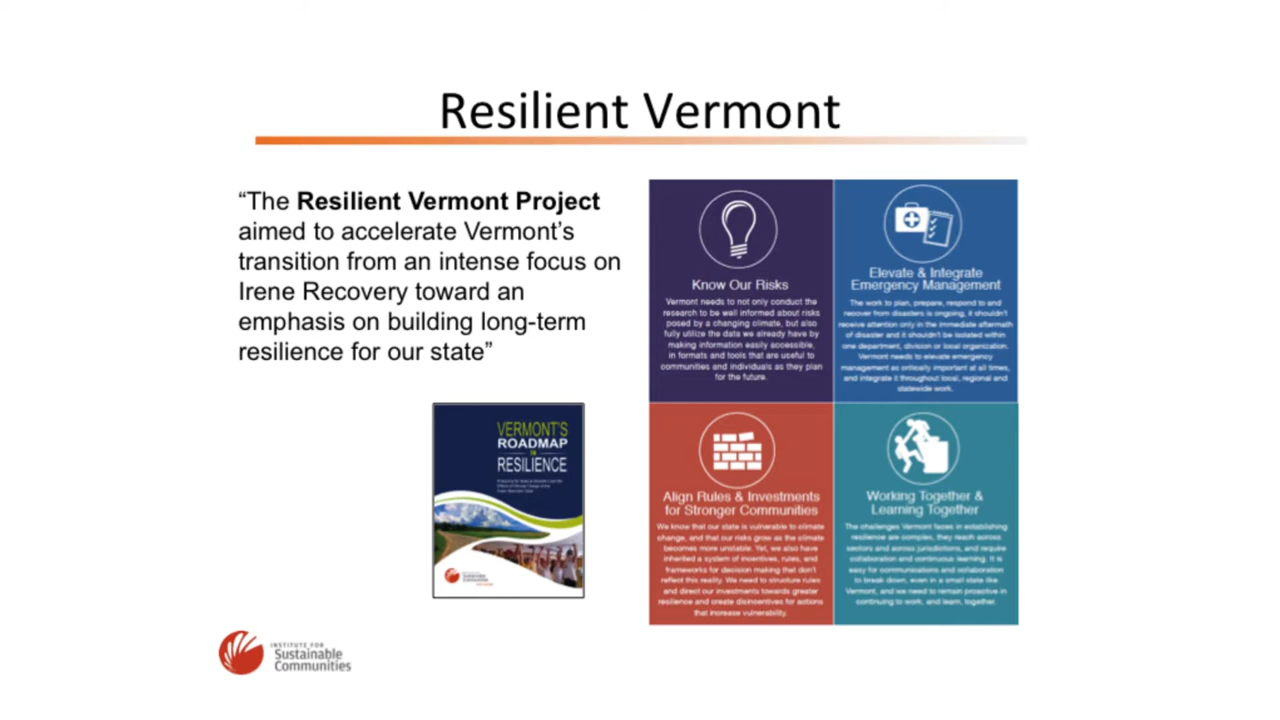 Resilient Vermont
“The Resilient Vermont Project
aimed to accelerate Vermont’s
transition from an intense focus on
Irene Recovery toward an
emphasis on building long-term
resilience for our state”
VERMONT'S
ROADMAP
TO
RESILIENCE
INSTITUTE FOR
Sustainable
Communities
Know Our Risks
Vermont needs to not only conduct the
research to be well informed about risks
posed by a changing climate, but also
fully utilize the data we already have by
making information easily accessible,
in formats and tools that are useful to
communities and individuals as they plan
for the future.
Elevate & Integrate
Emergency Management
The work to plan, prepare, respond to and
recover from disasters is ongoing, it shouldn't
receive attention only in the immediate aftermath
of disaster and it shouldn't be isolated within
one department, division or local organization.
Vermont needs to elevate emergency
management as critically important at all times,
and integrate it throughout local, regional and
statewide work.
Align Rules & Investments
for Stronger Communities
We know that our state is vulnerable to climate
change, and that our risks grow as the climate
becomes more unstable. Yet, we also have
inherited a system of incentives, rules, and
frameworks for decision making that don't
reflect this reality. We need to structure rules
and direct our investments towards greater
resilience and create disincentives for actions
that increase vulnerability.
Working Together &
Learning Together
The challenges Vermont faces in establishing
resilience are complex, they reach across
sectors and across jurisdictions, and require
collaboration and continuous learning. It is
easy for communications and collaboration
to break down, even in a small state like
Vermont, and we need to remain proactive in
continuing to work, and learn, together.